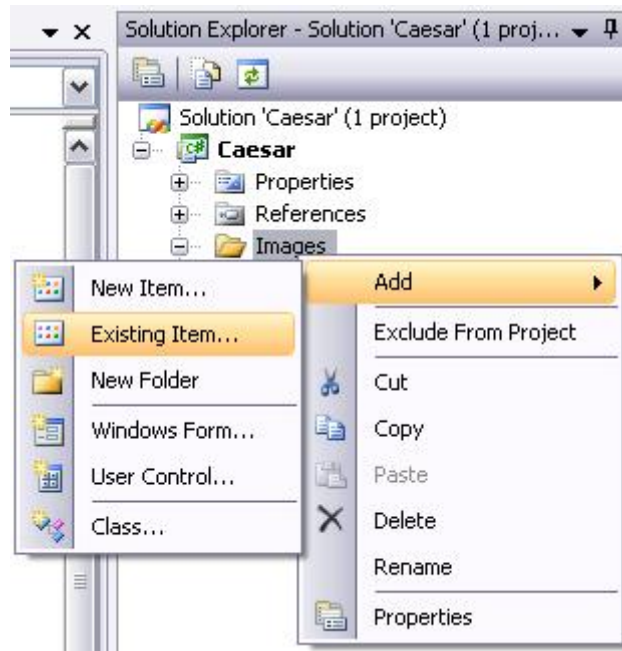 Solution Explorer - Solution 'Caesar' (1 proj...
Solution 'Caesar' (1 project)
Caesar
Properties
References
Images
New Item...
Existing Item...
New Folder
Windows Form...
User Control...
Class...
Add
Exclude From Project
Cut
Copy
Paste
Delete
Rename
Properties